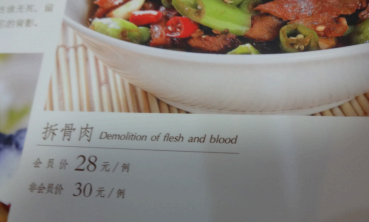 拆骨肉 Demolition of flesh and blood
会员价 28元/例
非会员价 30元/例